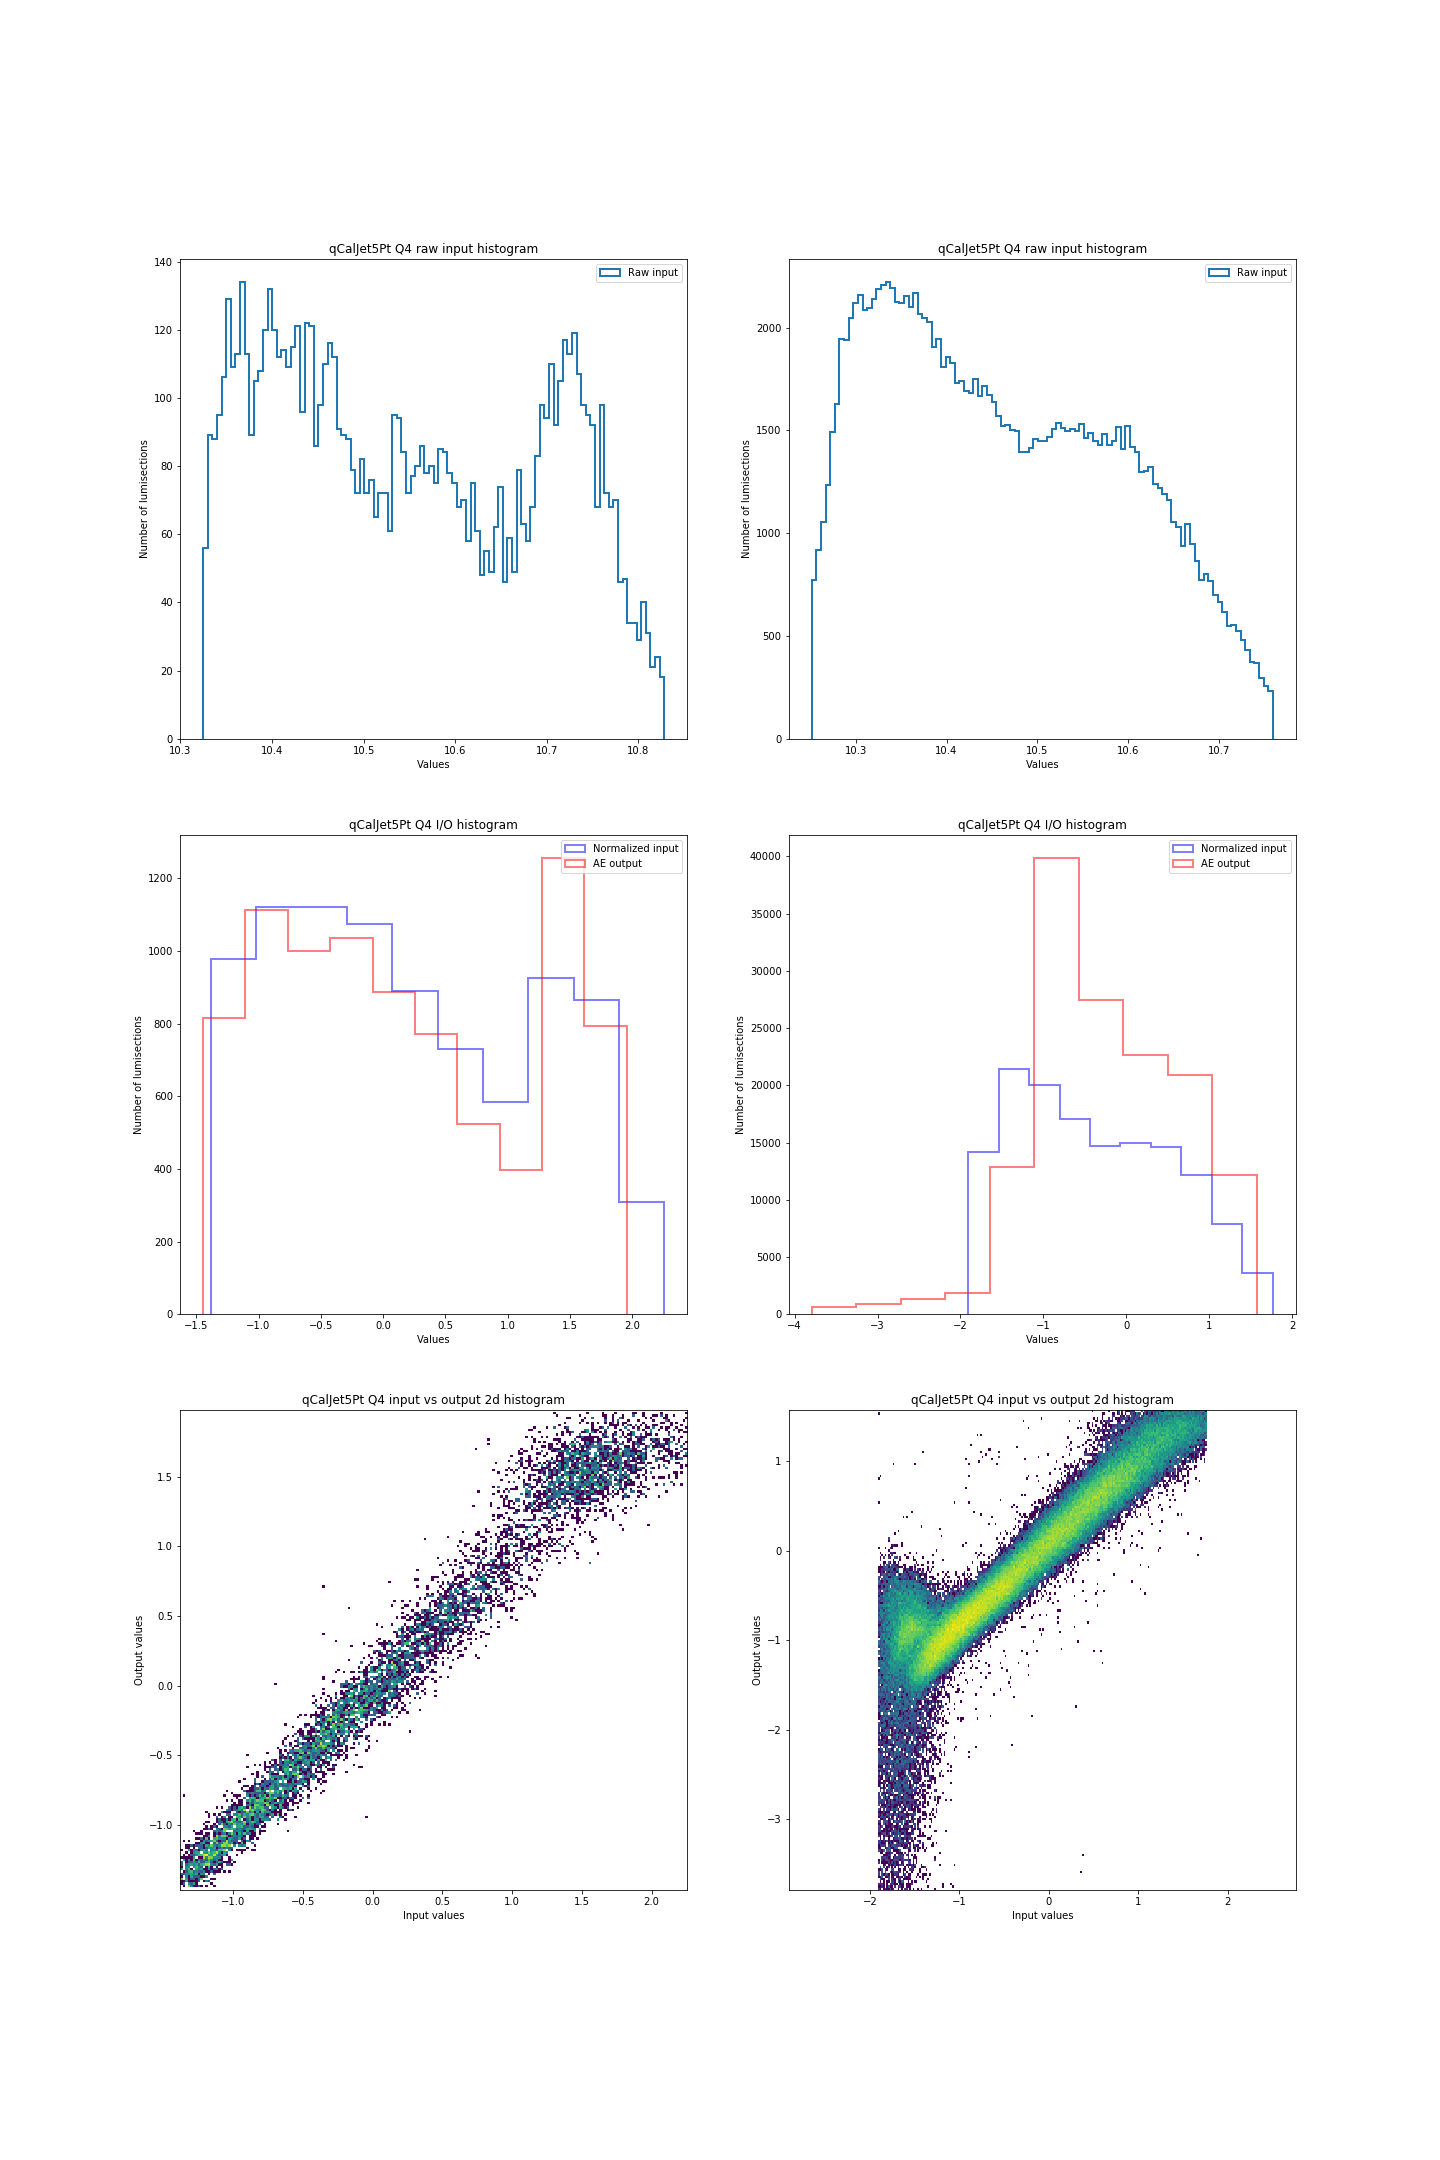 qCalJet5Pt Q4 raw input histogram
Raw input
140
120
100
80
60
40
20
0
Number of lumisections
10.3 10.4 10.5 10.6 10.7 10.8
Values
qCalJet5Pt Q4 raw input histogram
Raw input
2000
1500
1000
500
0
Number of lumisections
10.3 10.4 10.5 10.6 10.7
Values
qCalJet5Pt Q4 I/O histogram
Normalized input
AE output
1200
1000
800
600
400
200
0
Number of lumisections
−1.5 −1.0 −0.5 0.0 0.5 1.0 1.5 2.0
Values
qCalJet5Pt Q4 I/O histogram
Normalized input
AE output
40000
35000
30000
25000
20000
15000
10000
5000
0
Number of lumisections
−4 −3 −2 −1 0 1 2
Values
qCalJet5Pt Q4 input vs output 2d histogram
1.5
1.0
0.5
0.0
−0.5
−1.0
Output values
−1.0 −0.5 0.0 0.5 1.0 1.5 2.0
Input values
qCalJet5Pt Q4 input vs output 2d histogram
1
0
−1
−2
−3
Output values
−2 −1 0 1 2
Input values